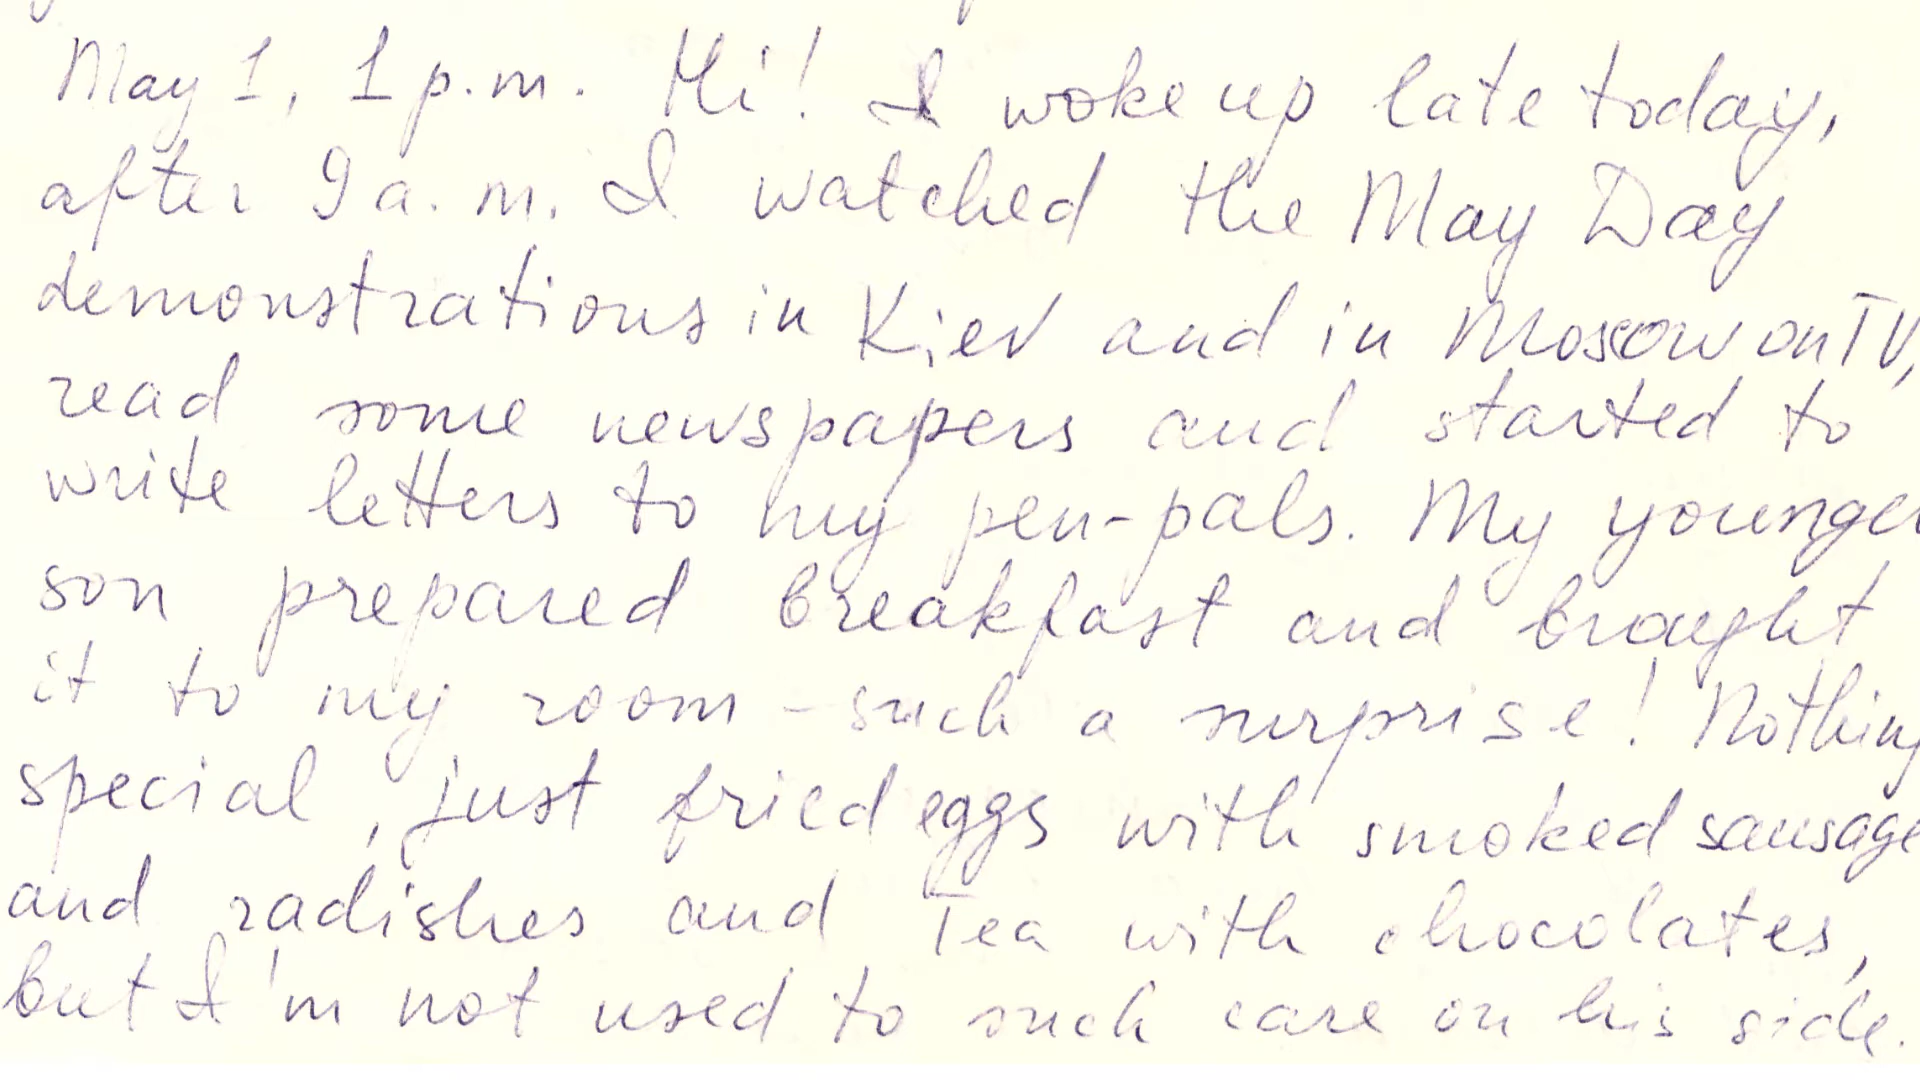 May 1, 1 p.m. Hi! I woke up late today,
after 9 a.m. I watched the May Day
demonstrations in Kiev and in Moscow on TV,
read some newspapers and started to
write letters to my pen-pals. My younger
son prepared breakfast and brought
it to my room - such a surprise! Nothing
special, just fried eggs with smoked sausage
and radishes and Tea with chocolates,
but I'm not used to such care on his side.